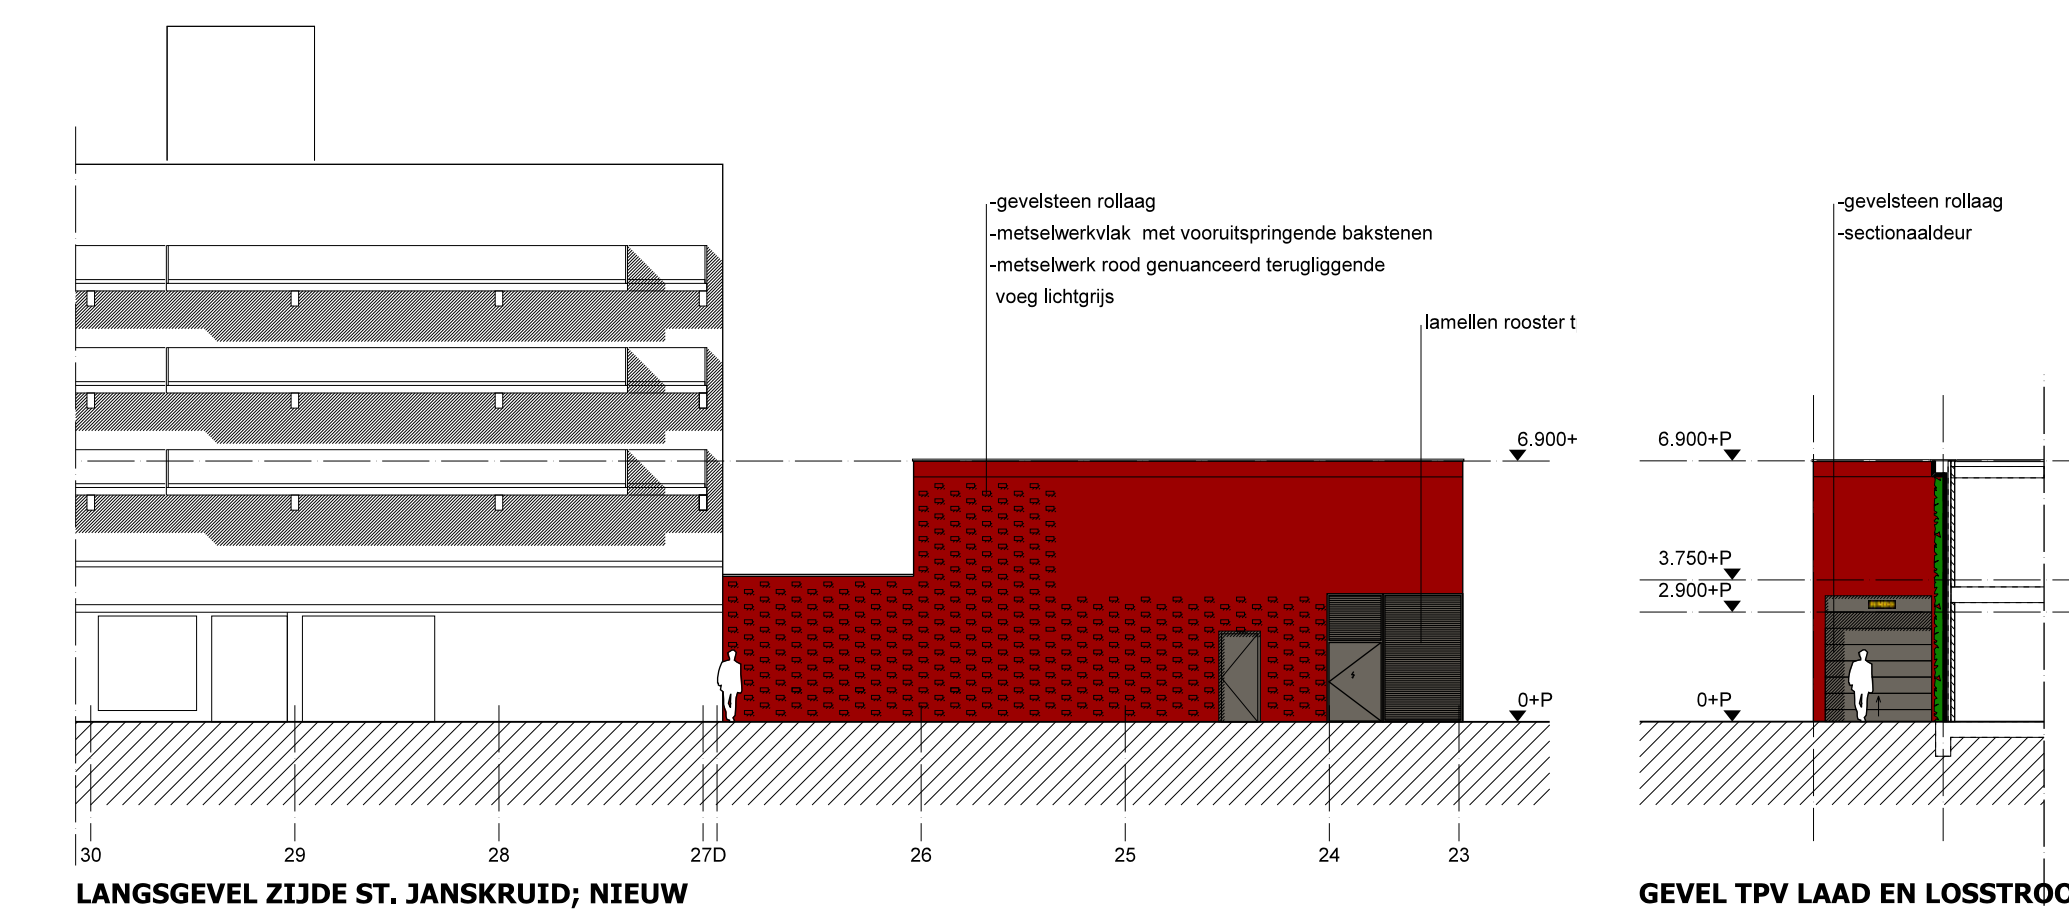 -gevelsteen rollaag
-metselwerkvlak met vooruitspringende bakstenen
-metselwerk rood genuanceerd terugliggende
voeg lichtgrijs
lamellen rooster t
6.900+
0+P
30 29 28 27D 26 25 24 23
LANGSGEVEL ZIJDE ST. JANSKRUID; NIEUW
-gevelsteen rollaag
-sectionaaldeur
6.900+P
3.750+P
2.900+P
0+P
GEVEL TPV LAAD EN LOSSTROO